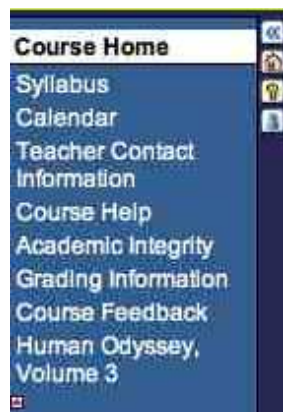 Course Home
Syllabus
Calendar
Teacher Contact
Information
Course Help
Academic Integrity
Grading Information
Course Feedback
Human Odyssey,
Volume 3